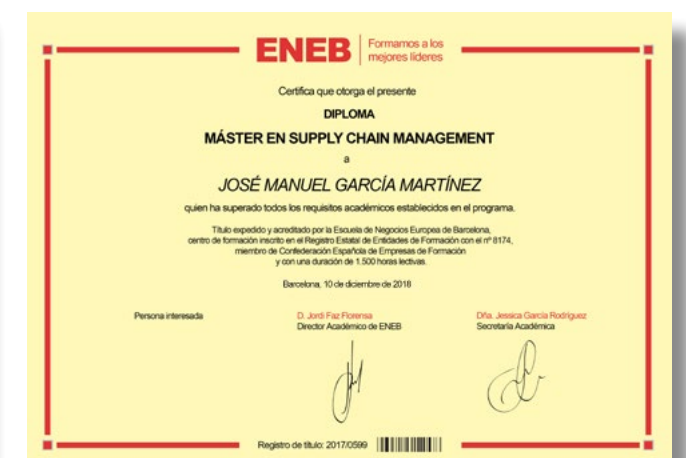 ENEB
Formamos a los
mejores líderes
Certifica que otorga el presente
DIPLOMA
MÁSTER EN SUPPLY CHAIN MANAGEMENT
a
JOSÉ MANUEL GARCÍA MARTÍNEZ
quien ha superado todos los requisitos académicos establecidos en el programa.
Título expedido y acreditado por la Escuela de Negocios Europea de Barcelona,
centro de formación inscrito en el Registro Estatal de Entidades de Formación con el nº 8174,
miembro de Confederación Española de Empresas de Formación
y con una duración de 1.500 horas lectivas.
Barcelona, 10 de diciembre de 2018
Persona interesada
D. Jordi Faz Florensa
Director Académico de ENEB
Dña. Jessica García Rodríguez
Secretaría Académica
Registro de título: 2017/0599